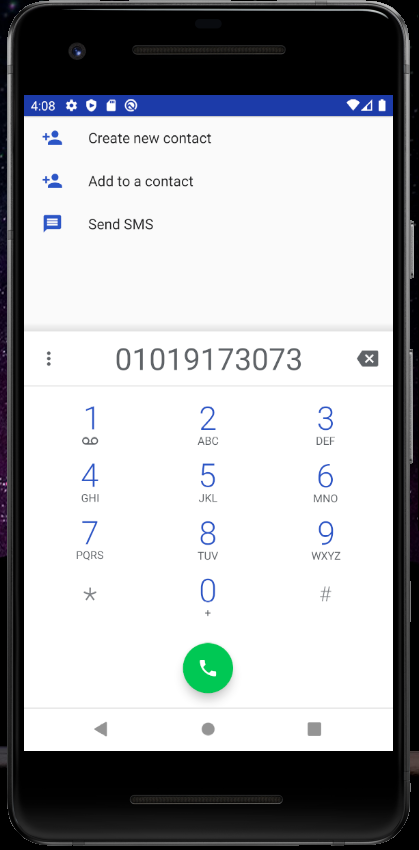 4:08
Create new contact
Add to a contact
Send SMS
01019173073
1 2 3
ABC DEF
4 5 6
GHI JKL MNO
7 8 9
PQRS TUV WXYZ
* 0 #
+